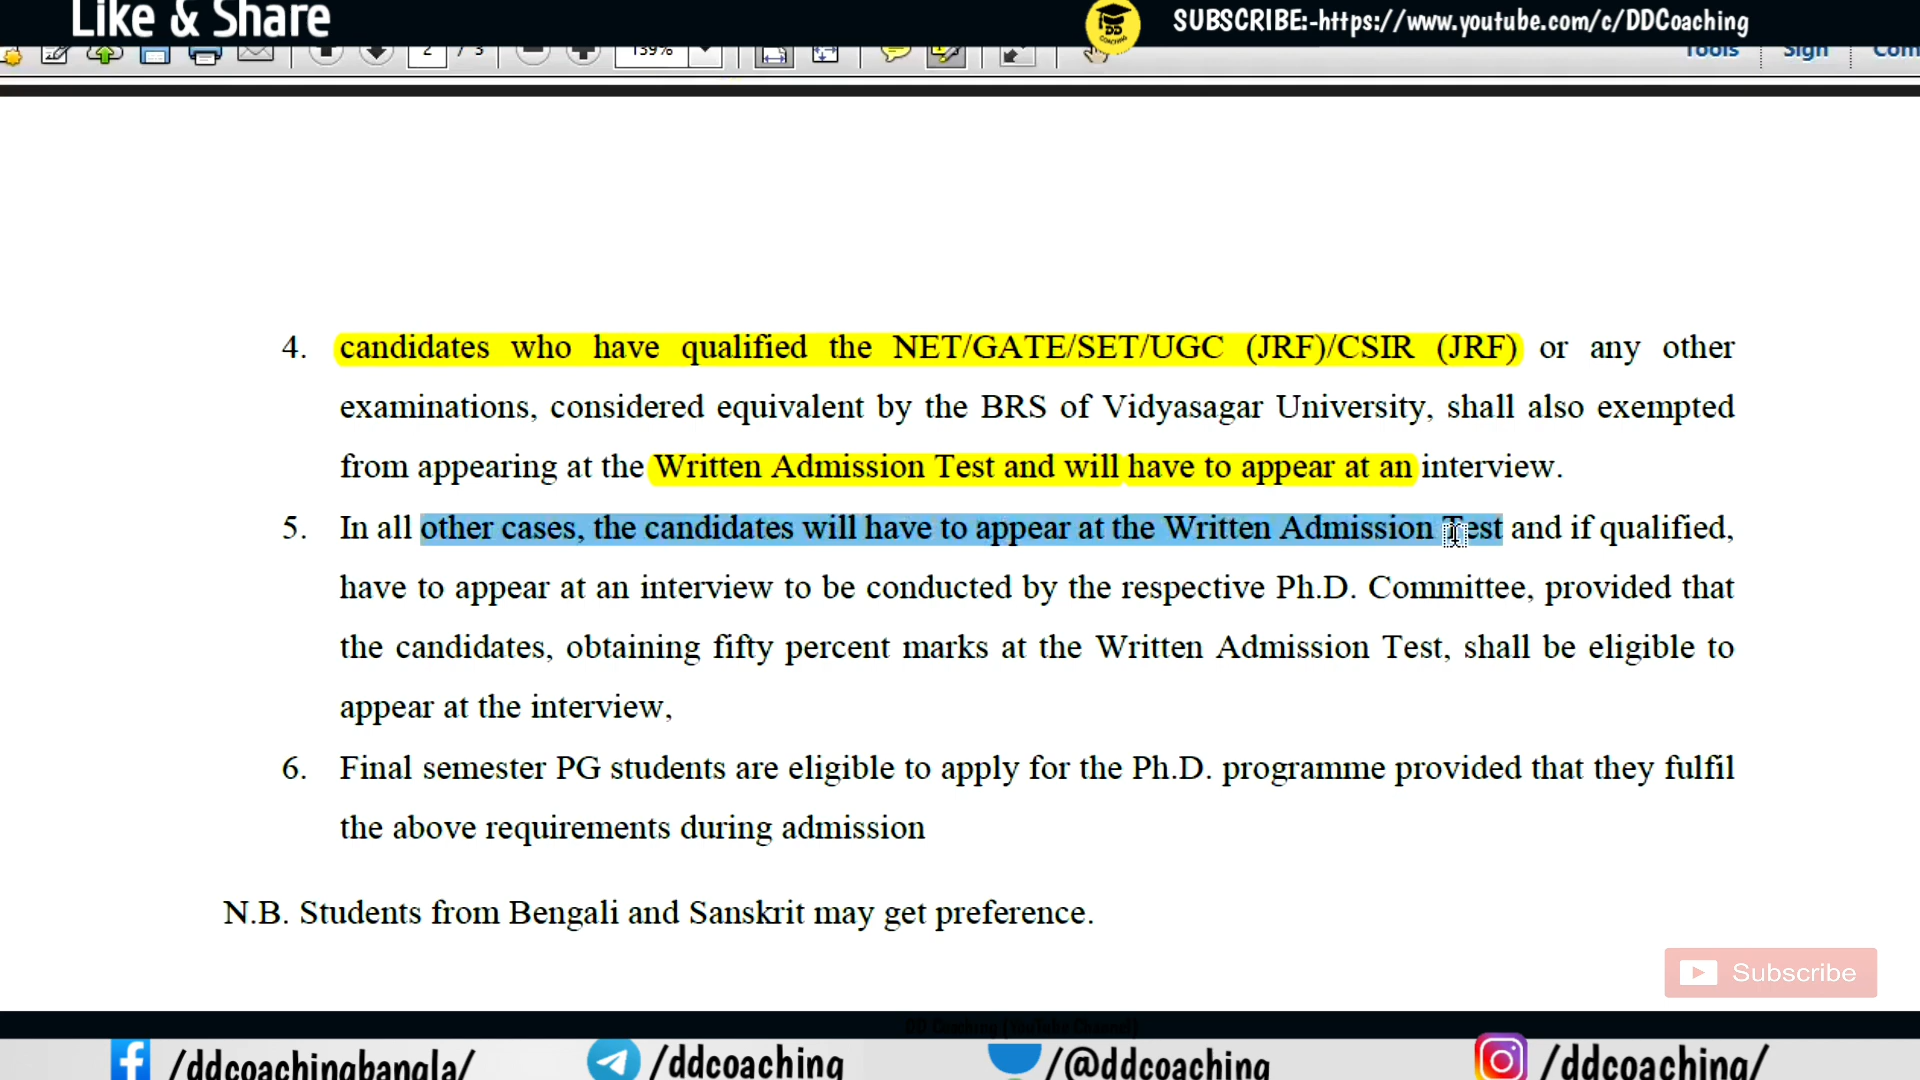 Like & Share
SUBSCRIBE:-https://www.youtube.com/c/DDCoaching
2 / 3
139%
Tools
Sign
Com
4. candidates who have qualified the NET/GATE/SET/UGC (JRF)/CSIR (JRF) or any other
examinations, considered equivalent by the BRS of Vidyasagar University, shall also exempted
from appearing at the Written Admission Test and will have to appear at an interview.
5. In all other cases, the candidates will have to appear at the Written Admission Test and if qualified,
have to appear at an interview to be conducted by the respective Ph.D. Committee, provided that
the candidates, obtaining fifty percent marks at the Written Admission Test, shall be eligible to
appear at the interview,
6. Final semester PG students are eligible to apply for the Ph.D. programme provided that they fulfil
the above requirements during admission
N.B. Students from Bengali and Sanskrit may get preference.
Subscribe
/ddcoachingbangla/
/ddcoaching
/@ddcoaching
/ddcoaching/